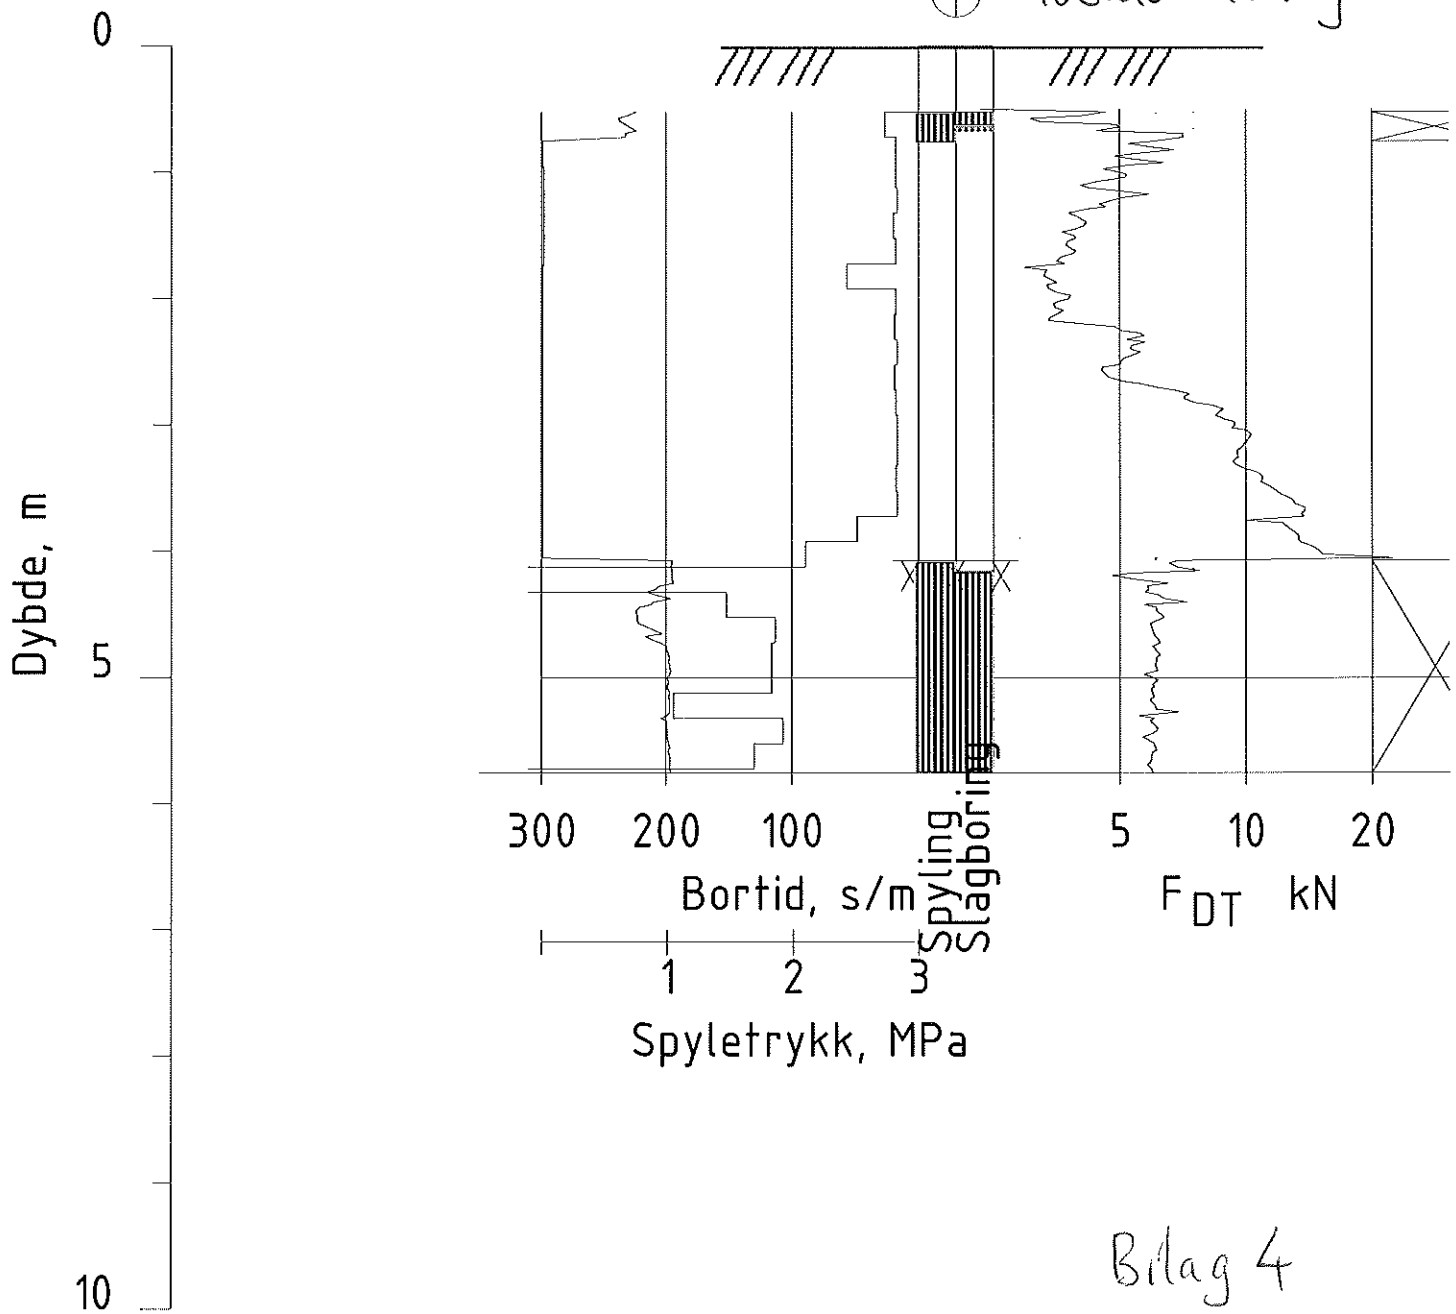 0
Dybde, m
5
10
300 200 100
5 10 20
Bortid, s/m
Spyling
Slagboring
F DT kN
1 2 3
Spyletrykk, MPa
Bilag 4